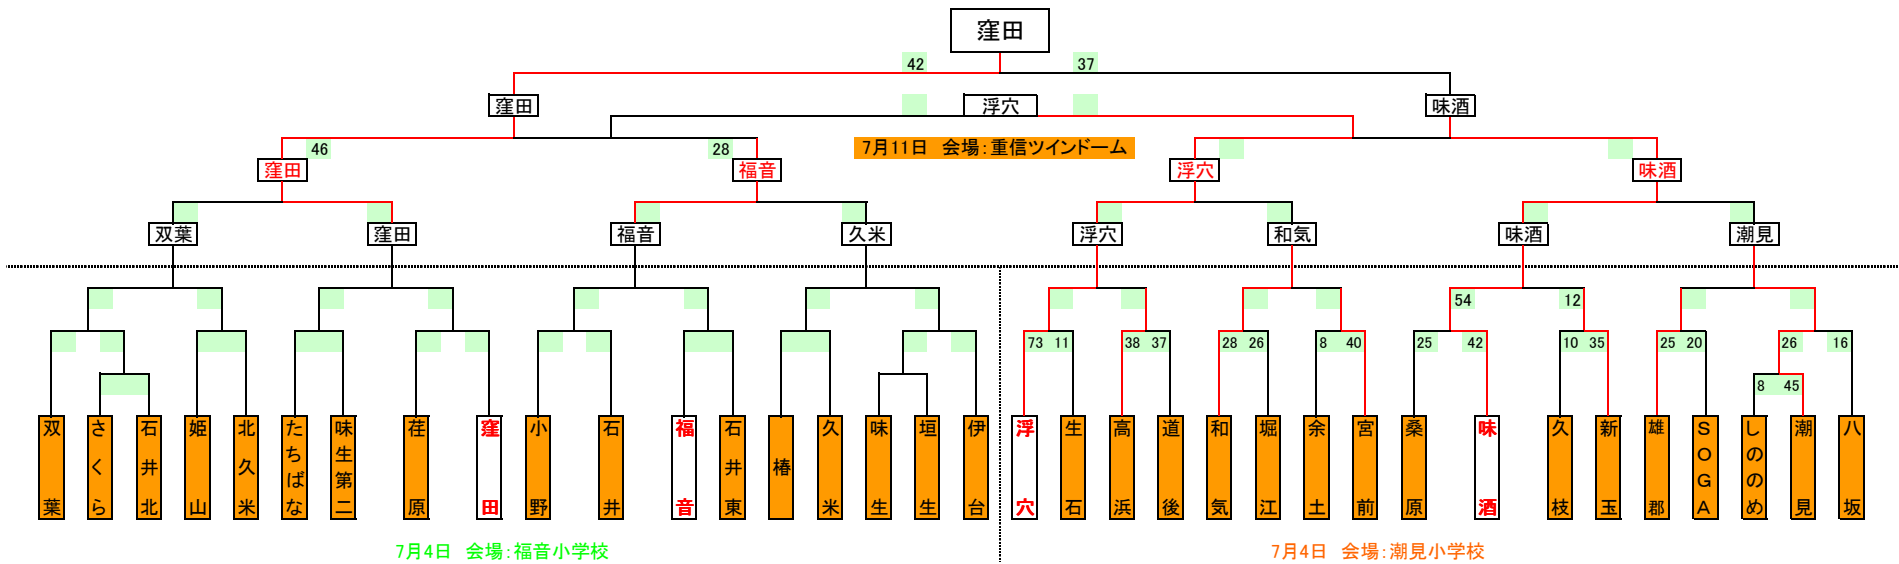 窪田
42 37
窪田 浮穴 味酒
46 28 7月11日 会場:重信ツインドーム
窪田 福音 浮穴 味酒
双葉 窪田 福音 久米 浮穴 和気 味酒 潮見
54 12
73 11 38 37 28 26 8 40 25 42 10 35 25 20 26 16
8 45
双葉
さくら
石井北
姫山
北久米
たちばな
味生第二
荏原
窪田
小野
石井
福音
石井東
椿
久米
味生
垣生
伊台
浮穴
生石
高浜
道後
和気
堀江
余土
宮前
桑原
味酒
久枝
新玉
雄郡
SOGA
しののめ
潮見
八坂
7月4日 会場:福音小学校
7月4日 会場:潮見小学校